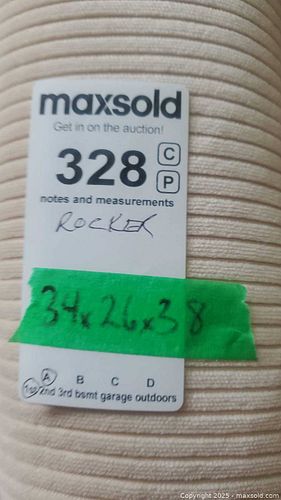 maxsold
Get in on the auction!
328 C
P
notes and measurements
ROCKER
34x26x38
A B C D
1st 2nd 3rd bsmt garage outdoors
Copyright 2025 - maxsold.com